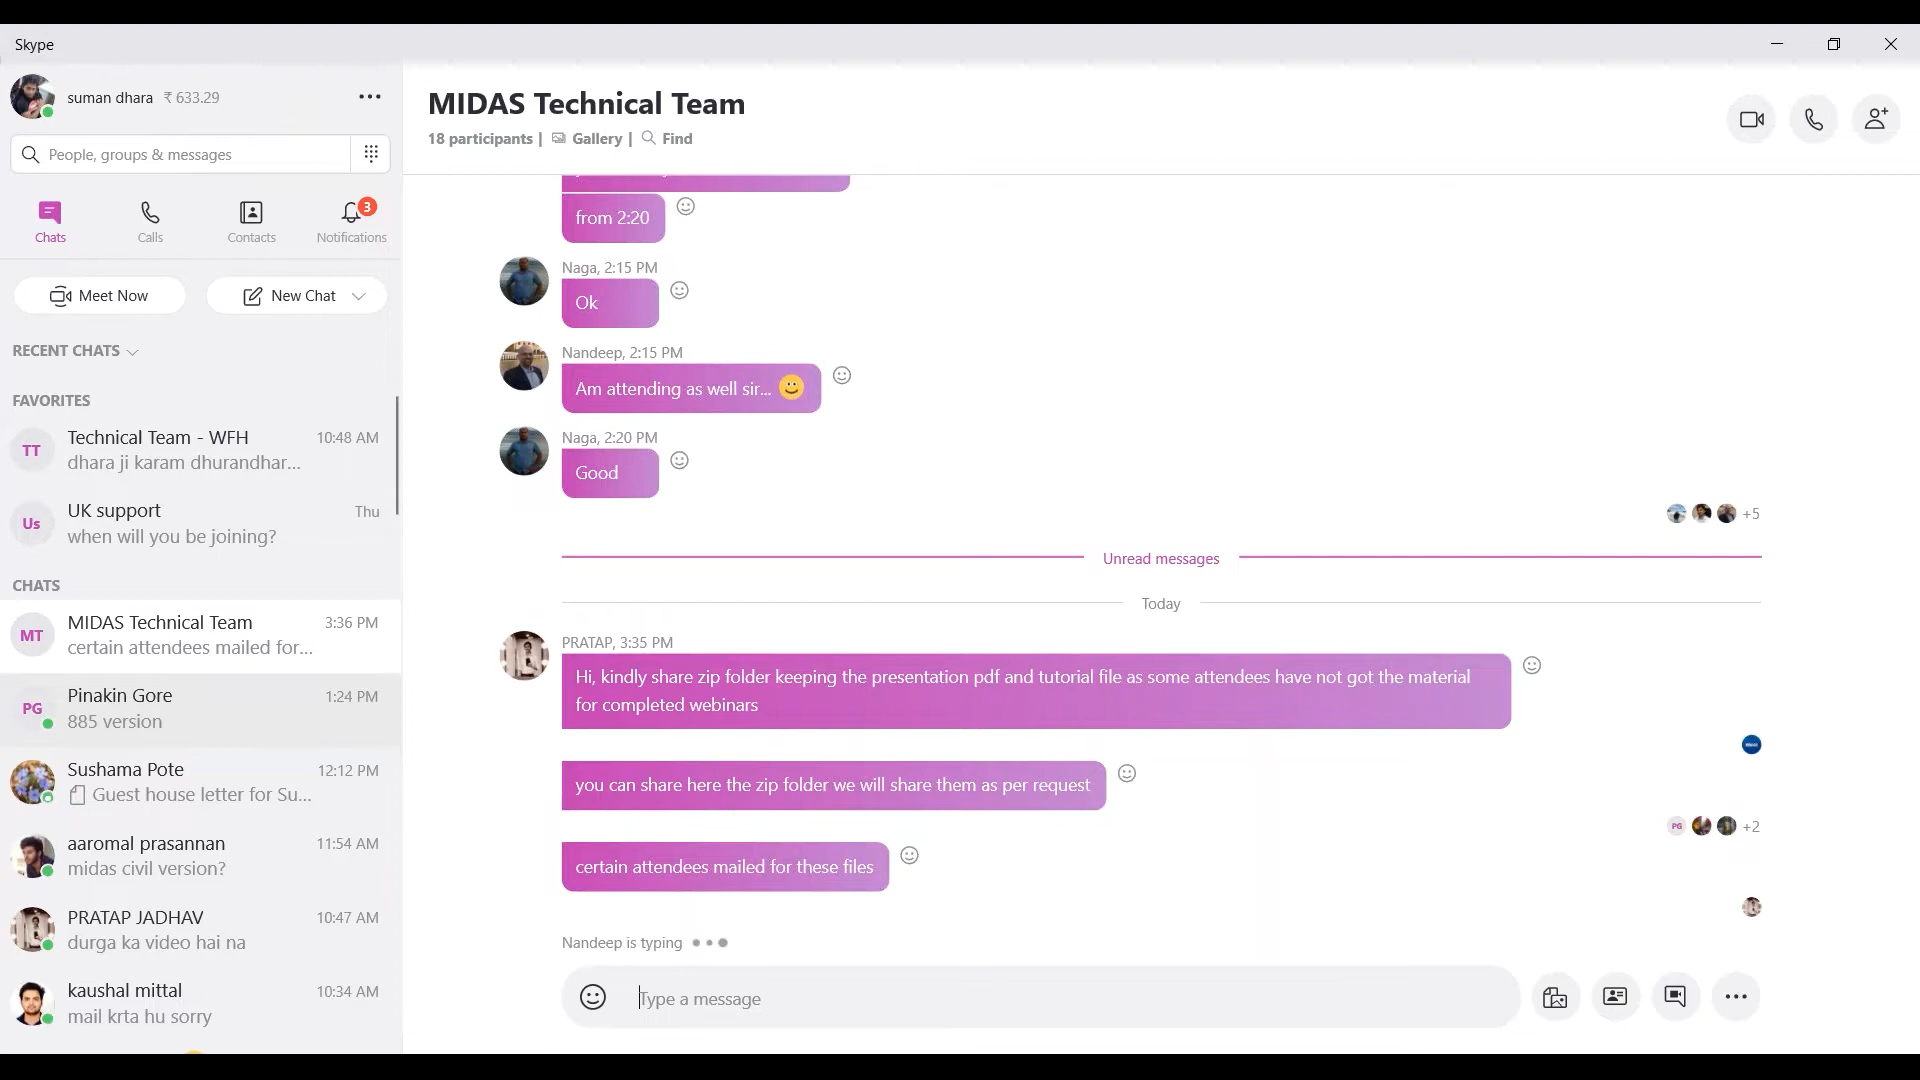 Skype
suman dhara ₹ 633.29
People, groups & messages
Chats
Calls
Contacts
3
Notifications
Meet Now
New Chat
RECENT CHATS
FAVORITES
TT
Technical Team - WFH 10:48 AM
dhara ji karam dhurandhar...
Us
UK support Thu
when will you be joining?
CHATS
MT
MIDAS Technical Team 3:36 PM
certain attendees mailed for...
PG
Pinakin Gore 1:24 PM
885 version
Sushama Pote 12:12 PM
Guest house letter for Su...
aaromal prasannan 11:54 AM
midas civil version?
PRATAP JADHAV 10:47 AM
durga ka video hai na
kaushal mittal 10:34 AM
mail krta hu sorry
MIDAS Technical Team
18 participants | Gallery | Find
from 2:20
Naga, 2:15 PM
Ok
Nandeep, 2:15 PM
Am attending as well sir...
Naga, 2:20 PM
Good
+5
Unread messages
Today
PRATAP, 3:35 PM
Hi, kindly share zip folder keeping the presentation pdf and tutorial file as some attendees have not got the material
for completed webinars
you can share here the zip folder we will share them as per request
PG +2
certain attendees mailed for these files
Nandeep is typing
Type a message